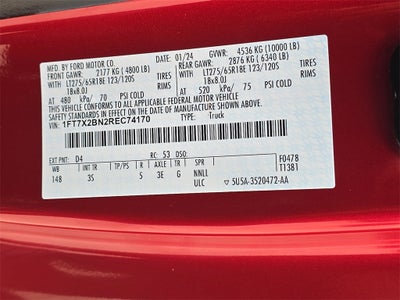 MFD. BY FORD MOTOR CO.
DATE: 01/24 GVWR: 4536 KG (10000 LB)
FRONT GAWR: 2177 KG (4800 LB) REAR GAWR: 2876 KG (6340 LB)
LT275/65R18E 123/120S TIRES LT275/65R18E 123/120S TIRES
18x8.0J RIMS 18x8.0J RIMS
AT 480 kPa/ 70 PSI COLD AT 520 kPa/ 75 PSI COLD
THIS VEHICLE CONFORMS TO ALL APPLICABLE FEDERAL MOTOR VEHICLE
SAFETY STANDARDS IN EFFECT ON THE DATE OF MANUFACTURE SHOWN ABOVE.
VIN: 1FT7X2BN2REC74170 TYPE: Truck
EXT PNT: D4 RC: 53 DSO: F0478
WB INT TR TP/PS R AXLE TR SPR T1381
148 3S 5 3E G NNLL
ULC 5U5A-3520472-AA